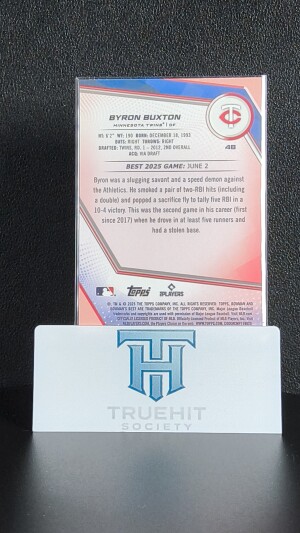 BYRON BUXTON
MINNESOTA TWINS | OF
TC
48
HT: 6'2" WT: 190 BORN: DECEMBER 18, 1993
BATS: RIGHT THROWS: RIGHT
DRAFTED: TWINS, RD. 1 – 2012, 2ND OVERALL
ACQ: VIA DRAFT
BEST 2025 GAME: JUNE 2
Byron was a slugging savant and a speed demon against
the Athletics. He smoked a pair of two-RBI hits (including
a double) and popped a sacrifice fly to tally five RBI in a
10-4 victory. This was the second game in his career (first
since 2017) when he drove in at least five runners and
had a stolen base.
Topps
PLAYERS
TH
TRUEHIT
SOCIETY